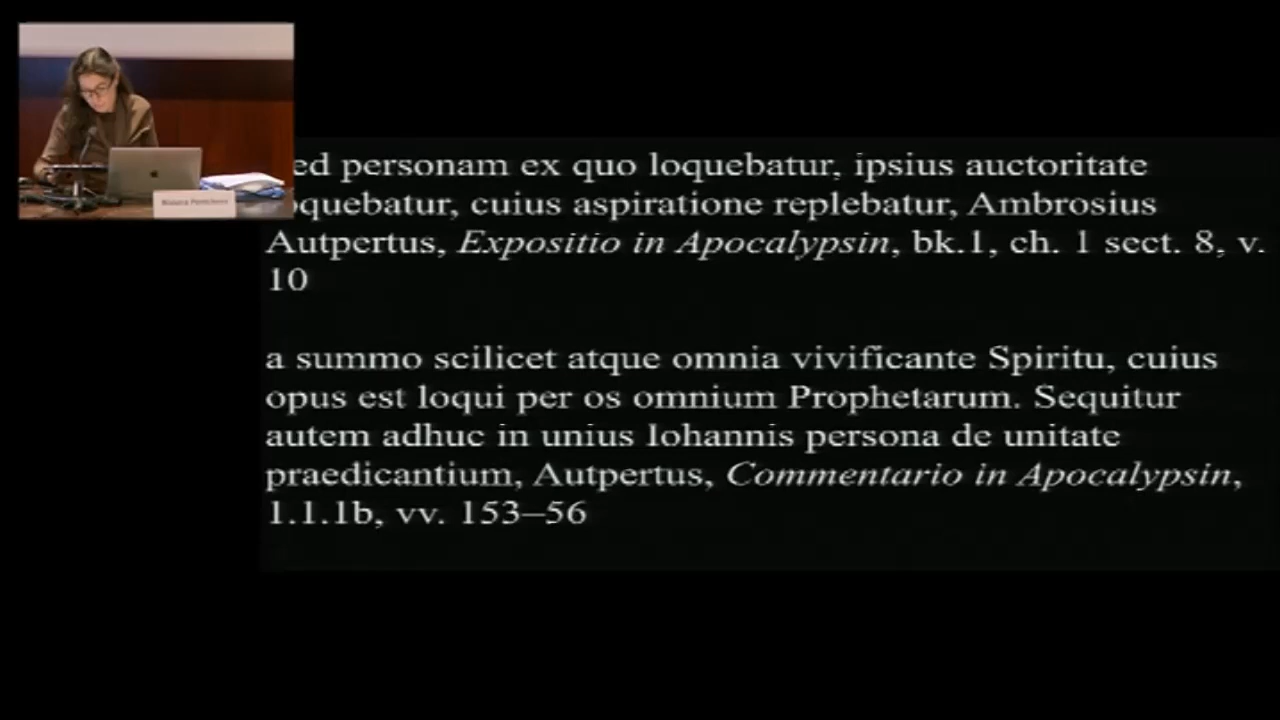 ed personam ex quo loquebatur, ipsius auctoritate
oquebatur, cuius aspiratione replebatur, Ambrosius
Autpertus, Expositio in Apocalypsin, bk.1, ch. 1 sect. 8, v.
10
a summo scilicet atque omnia vivificante Spiritu, cuius
opus est loqui per os omnium Prophetarum. Sequitur
autem adhuc in unius Iohannis persona de unitate
praedicantium, Autpertus, Commentario in Apocalypsin,
1.1.1b, vv. 153–56